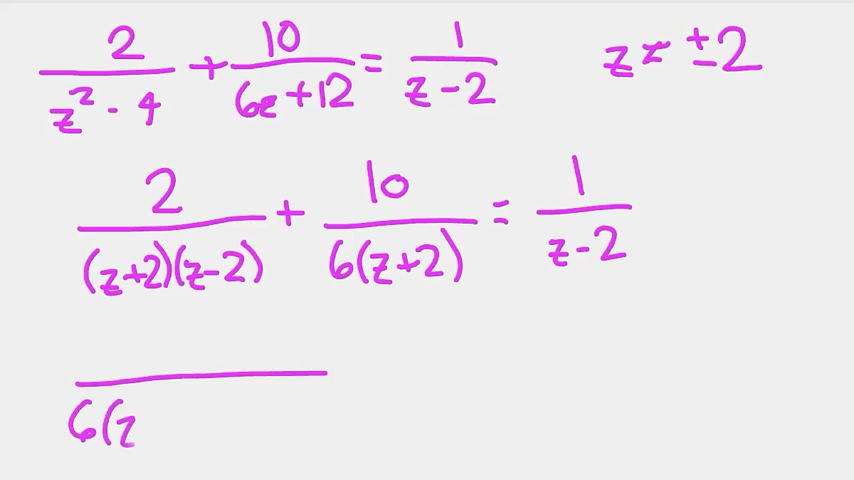 2/(z² - 4) + 10/(6z + 12) = 1/(z - 2) z ≠ ±2
2/((z+2)(z-2)) + 10/(6(z+2)) = 1/(z-2)
6(z